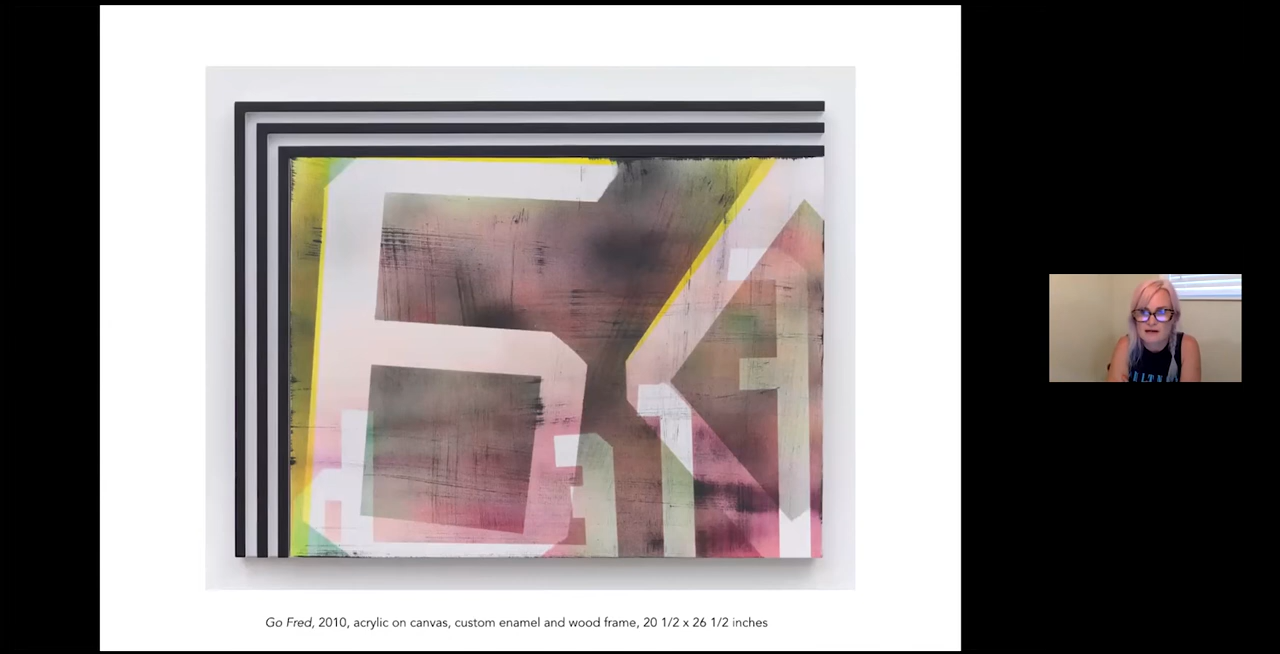 Go Fred, 2010, acrylic on canvas, custom enamel and wood frame, 20 1/2 x 26 1/2 inches